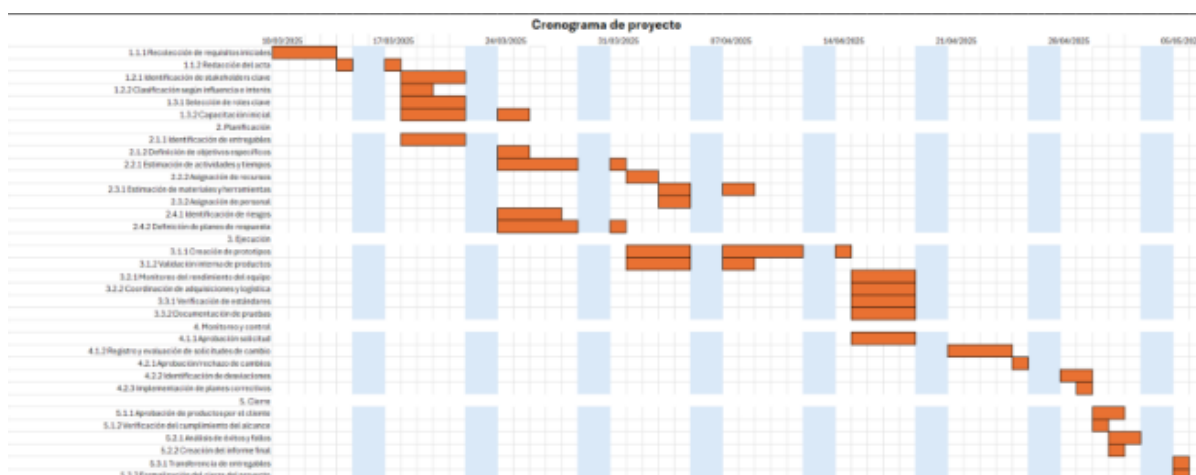 Cronograma de proyecto
10/03/2025 17/03/2025 24/03/2025 31/03/2025 07/04/2025 14/04/2025 21/04/2025 28/04/2025 05/05/202
1.1.1 Recolección de requisitos iniciales
1.1.2 Redacción del acta
1.2.1 Identificación de stakeholders clave
1.2.2 Clasificación según influencia e interés
1.3.1 Selección de roles clave
1.3.2 Capacitación inicial
2. Planificación
2.1.1 Identificación de entregables
2.1.2 Definición de objetivos específicos
2.2.1 Estimación de actividades y tiempos
2.2.2 Asignación de recursos
2.3.1 Estimación de materiales y herramientas
2.3.2 Asignación de personal
2.4.1 Identificación de riesgos
2.4.2 Definición de planes de respuesta
3. Ejecución
3.1.1 Creación de prototipos
3.1.2 Validación interna de productos
3.2.1 Monitoreo del rendimiento del equipo
3.2.2 Coordinación de adquisiciones y logística
3.3.1 Verificación de estándares
3.3.2 Documentación de pruebas
4. Monitoreo y control
4.1.1 Aprobación solicitud
4.1.2 Registro y evaluación de solicitudes de cambio
4.2.1 Aprobación rechazo de cambios
4.2.2 Identificación de desviaciones
4.2.3 Implementación de planes correctivos
5. Cierre
5.1.1 Aprobación de productos por el cliente
5.1.2 Verificación del cumplimiento del alcance
5.2.1 Análisis de éxitos y fallos
5.2.2 Creación del informe final
5.3.1 Transferencia de entregables